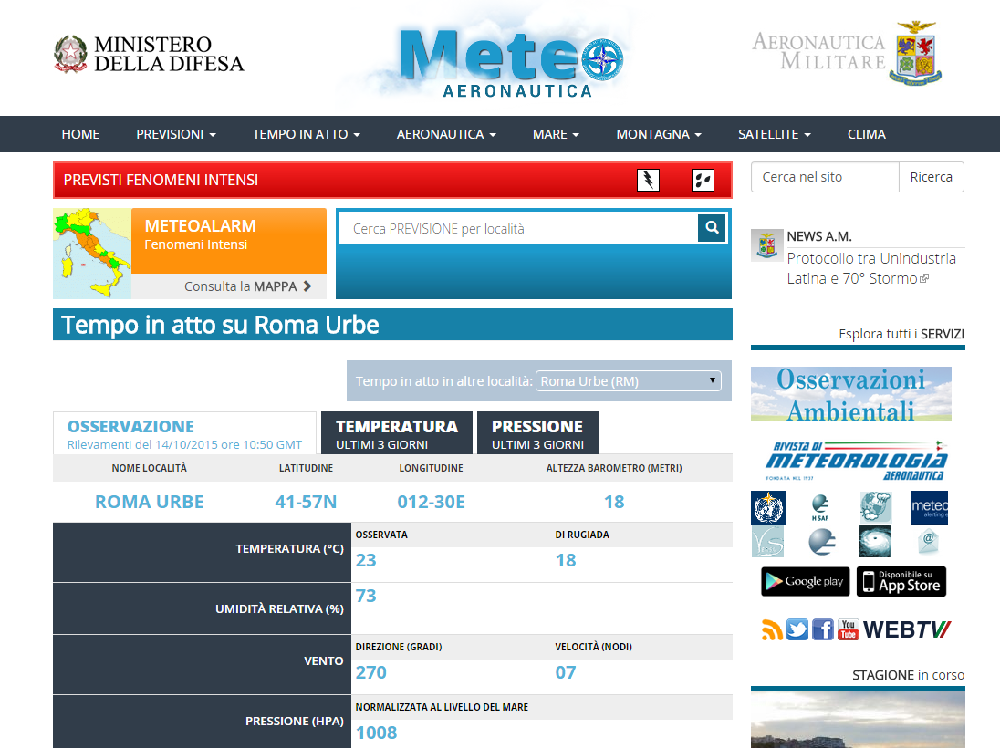 MINISTERO
DELLA DIFESA
Meteo
AERONAUTICA
AERONAUTICA
MILITARE
HOME PREVISIONI TEMPO IN ATTO AERONAUTICA MARE MONTAGNA SATELLITE CLIMA
PREVISTI FENOMENI INTENSI
Cerca nel sito Ricerca
METEOALARM
Fenomeni Intensi
Consulta la MAPPA
Cerca PREVISIONE per località
NEWS A.M.
Protocollo tra Unindustria
Latina e 70° Stormo
Tempo in atto su Roma Urbe
Esplora tutti i SERVIZI
Tempo in atto in altre località: Roma Urbe (RM)
Osservazioni
Ambientali
OSSERVAZIONE
Rilevamenti del 14/10/2015 ore 10:50 GMT
TEMPERATURA
ULTIMI 3 GIORNI
PRESSIONE
ULTIMI 3 GIORNI
RIVISTA DI
METEOROLOGIA
AERONAUTICA
FONDATA NEL 1937
NOME LOCALITÀ LATITUDINE LONGITUDINE ALTEZZA BAROMETRO (METRI)
ROMA URBE 41-57N 012-30E 18
HSAF
meteo
alerting
TEMPERATURA (°C)
OSSERVATA DI RUGIADA
23 18
Google play
Disponibile su
App Store
UMIDITÀ RELATIVA (%)
73
You
Tube
WEBTV
VENTO
DIREZIONE (GRADI) VELOCITÀ (NODI)
270 07
STAGIONE in corso
PRESSIONE (HPA)
NORMALIZZATA AL LIVELLO DEL MARE
1008